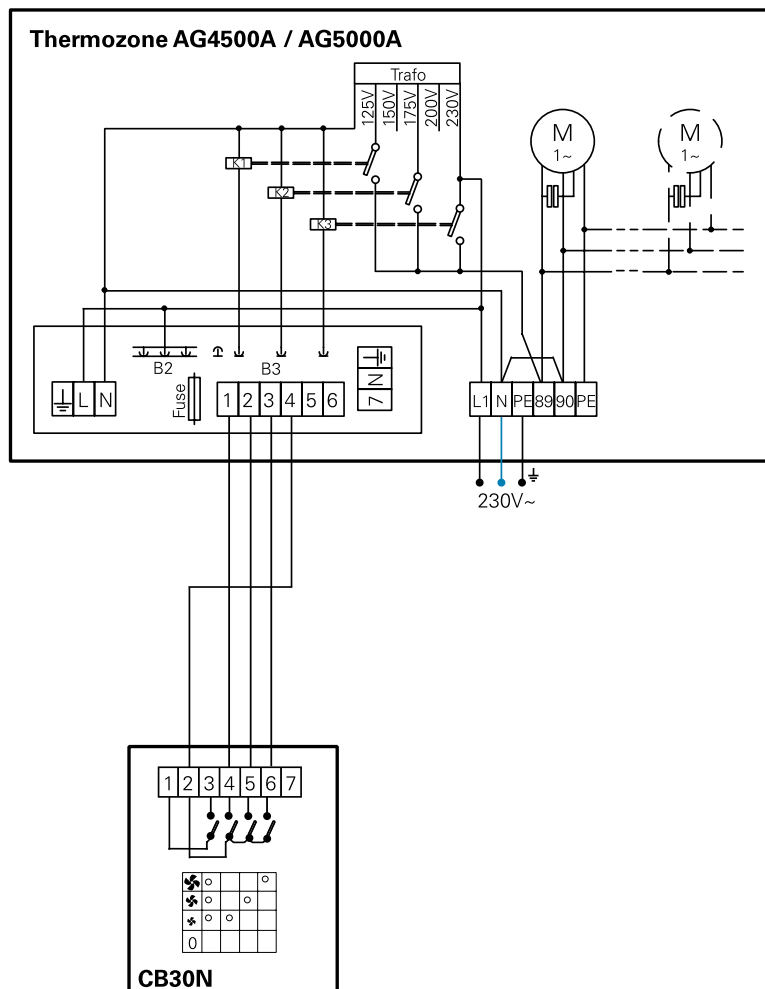 Thermozone AG4500A / AG5000A
Trafo
125V 150V 175V 200V 230V
M 1~
M 1~
K1
K2
K3
B2
B3
L N
Fuse
1 2 3 4 5 6
N
7
L1 N PE 89 90 PE
230V~
1 2 3 4 5 6 7
0
CB30N